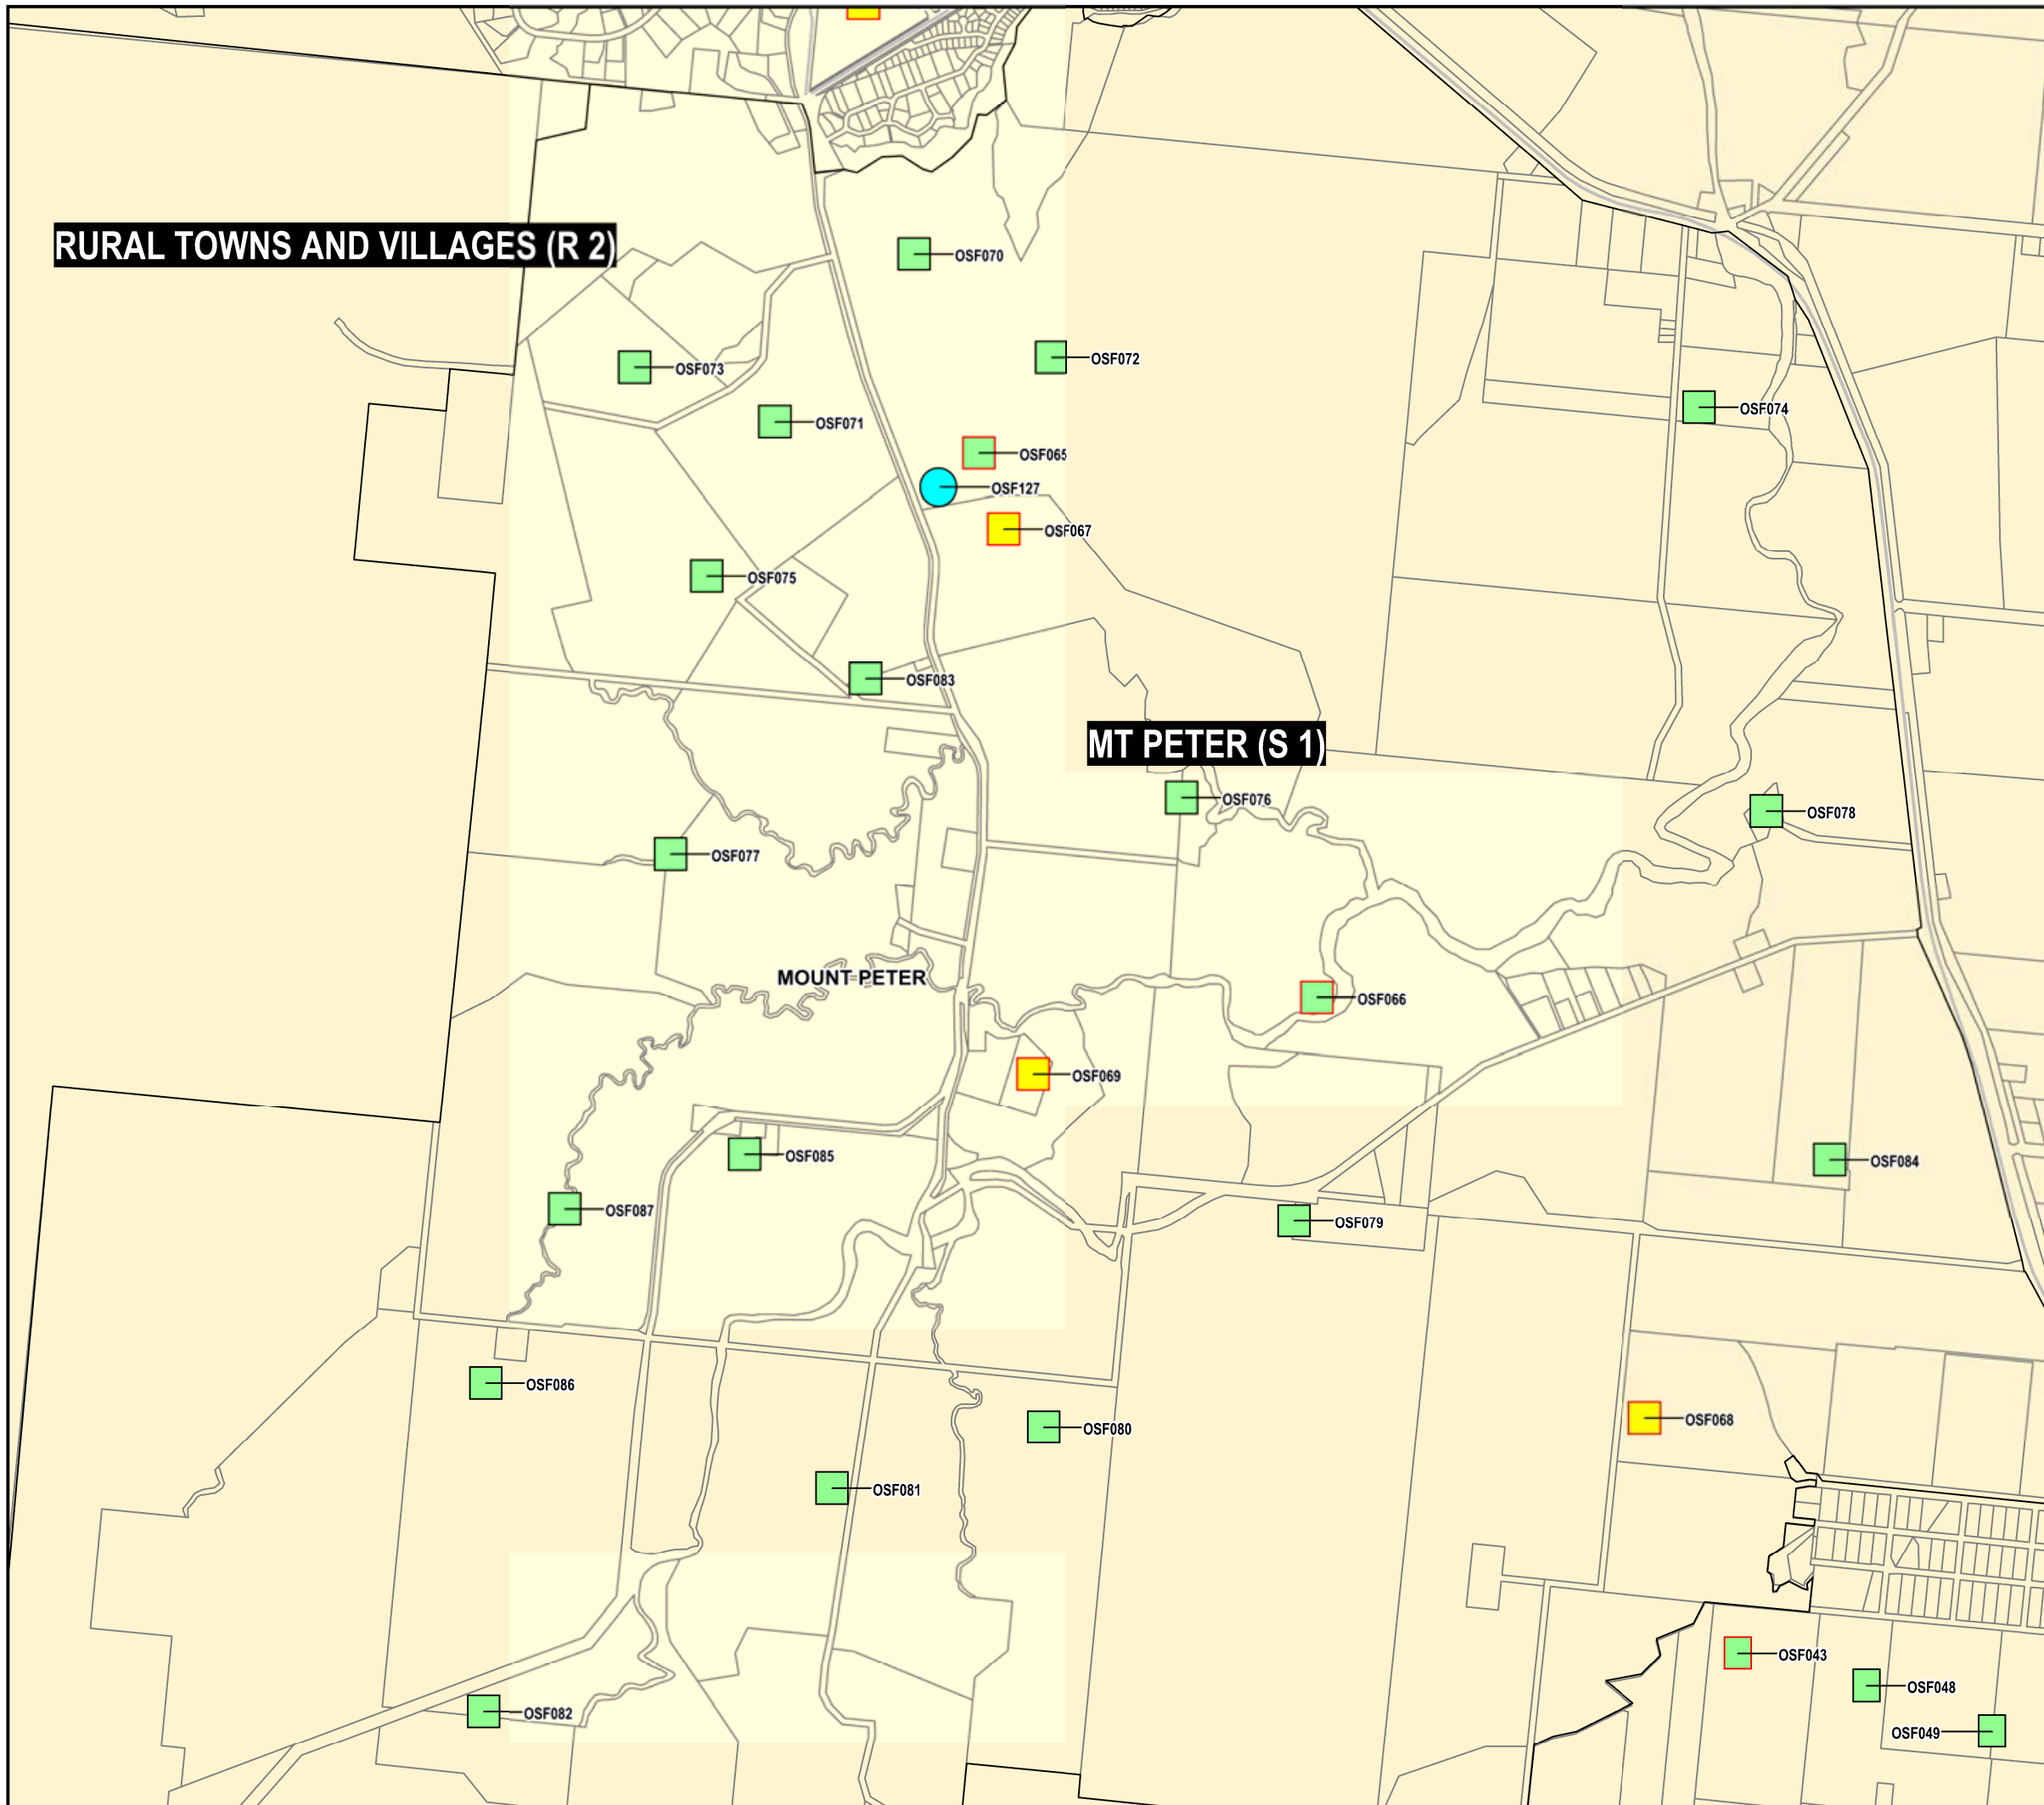 RURAL TOWNS AND VILLAGES (R 2)
OSF070
OSF072
OSF073
OSF074
OSF071
OSF065
OSF127
OSF067
OSF075
OSF083
MT PETER (S 1)
OSF076
OSF078
OSF077
MOUNT PETER
OSF066
OSF069
OSF085
OSF084
OSF087
OSF079
OSF086
OSF068
OSF080
OSF081
OSF043
OSF048
OSF082
OSF049